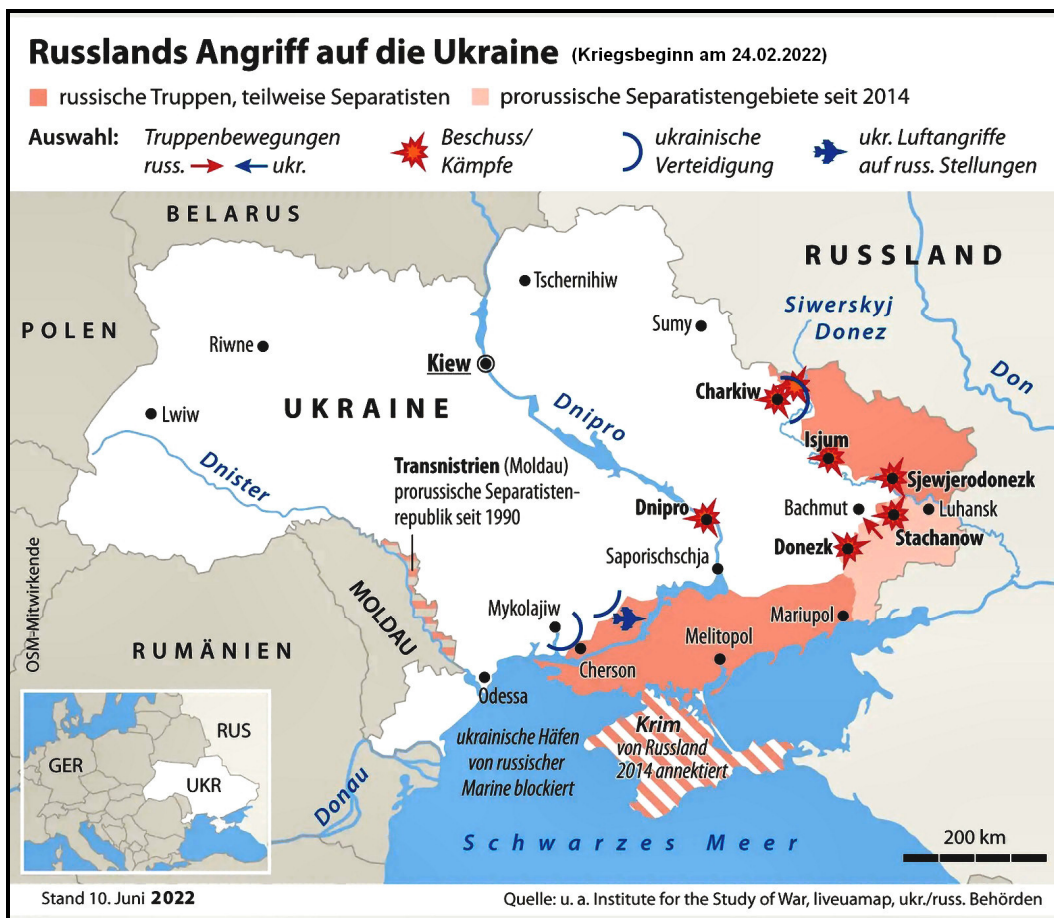 Russlands Angriff auf die Ukraine (Kriegsbeginn am 24.02.2022)
russische Truppen, teilweise Separatisten
prorussische Separatistengebiete seit 2014
Auswahl:
Truppenbewegungen
russ.
ukr.
Beschuss/
Kämpfe
ukrainische
Verteidigung
ukr. Luftangriffe
auf russ. Stellungen
BELARUS
RUSSLAND
Tschernihiw
Siwerskyj
Donez
POLEN
Sumy
Riwne
Kiew
Don
Charkiw
Lwiw
UKRAINE
Dnipro
Isjum
Dnister
Transnistrien (Moldau)
prorussische Separatisten-
republik seit 1990
Sjewjerodonezk
Dnipro
Bachmut
Luhansk
Stachanow
Donezk
Saporischschja
OSM-Mitwirkende
MOLDAU
Mykolajiw
Mariupol
Melitopol
RUMÄNIEN
Cherson
Odessa
Krim
von Russland
2014 annektiert
ukrainische Häfen
von russischer
Marine blockiert
RUS
GER
UKR
Donau
Schwarzes Meer
200 km
Stand 10. Juni 2022
Quelle: u. a. Institute for the Study of War, liveuamap, ukr./russ. Behörden